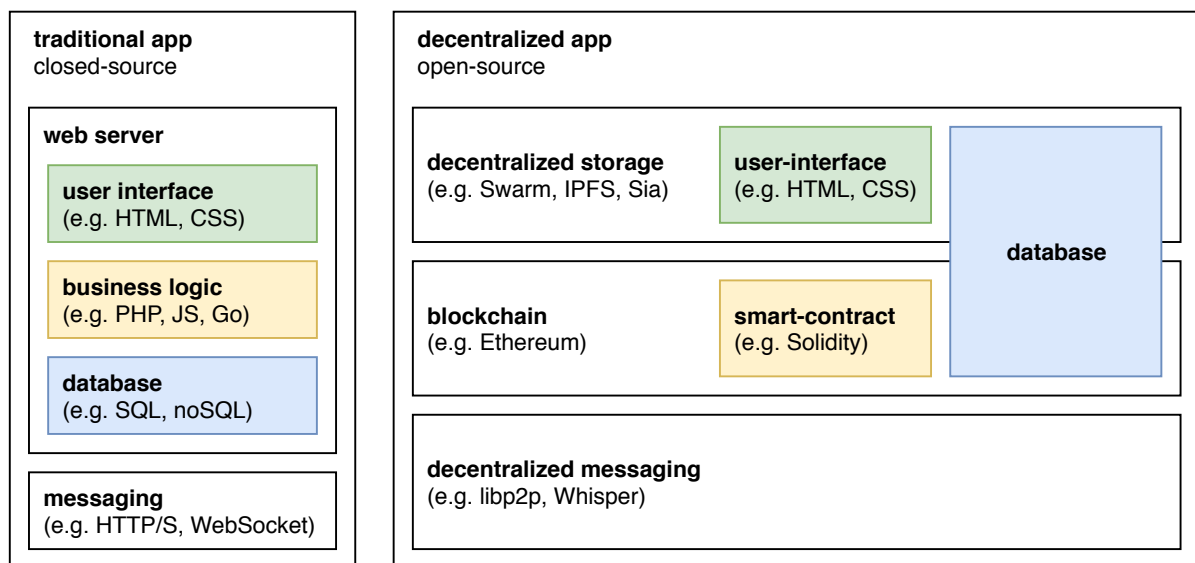 traditional app
closed-source
web server
user interface
(e.g. HTML, CSS)
business logic
(e.g. PHP, JS, Go)
database
(e.g. SQL, noSQL)
messaging
(e.g. HTTP/S, WebSocket)
decentralized app
open-source
decentralized storage
(e.g. Swarm, IPFS, Sia)
user-interface
(e.g. HTML, CSS)
database
blockchain
(e.g. Ethereum)
smart-contract
(e.g. Solidity)
decentralized messaging
(e.g. libp2p, Whisper)